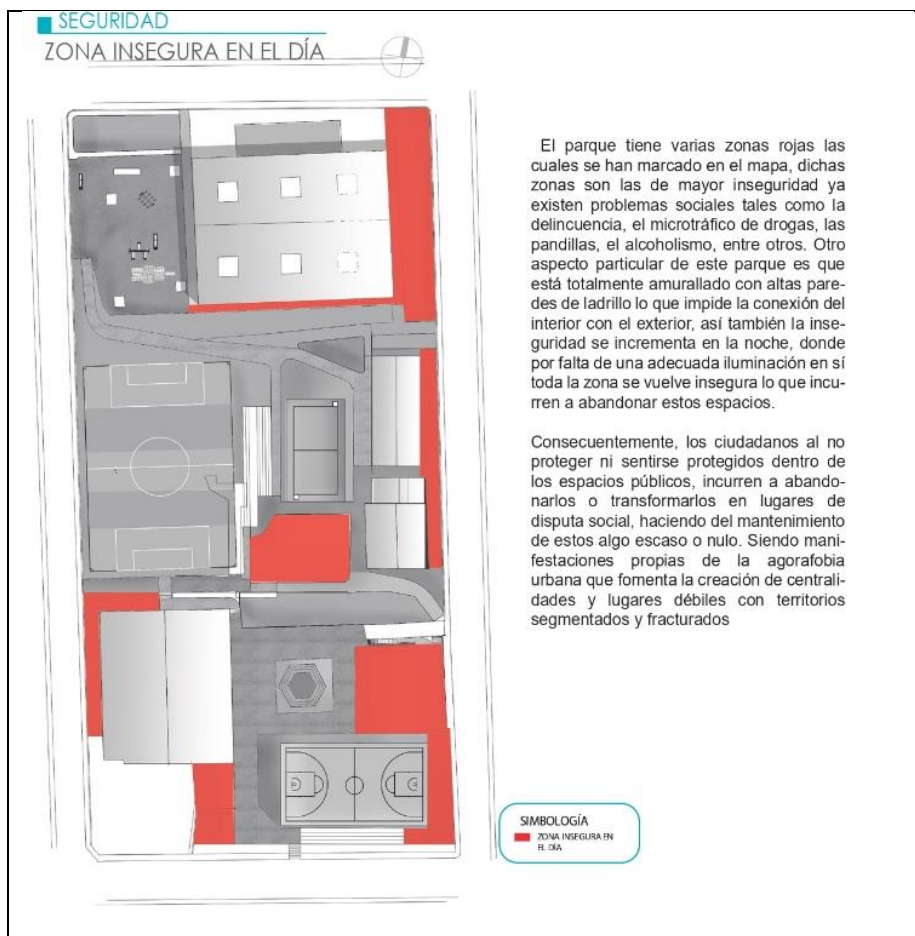 SEGURIDAD
ZONA INSEGURA EN EL DÍA
El parque tiene varias zonas rojas las
cuales se han marcado en el mapa, dichas
zonas son las de mayor inseguridad ya
existen problemas sociales tales como la
delincuencia, el microtráfico de drogas, las
pandillas, el alcoholismo, entre otros. Otro
aspecto particular de este parque es que
está totalmente amurallado con altas pare-
des de ladrillo lo que impide la conexión del
interior con el exterior, así también la inse-
guridad se incrementa en la noche, donde
por falta de una adecuada iluminación en sí
toda la zona se vuelve insegura lo que incu-
rren a abandonar estos espacios.
Consecuentemente, los ciudadanos al no
proteger ni sentirse protegidos dentro de
los espacios públicos, incurren a abando-
narlos o transformarlos en lugares de
disputa social, haciendo del mantenimiento
de estos algo escaso o nulo. Siendo mani-
festaciones propias de la agorafobia
urbana que fomenta la creación de centrali-
dades y lugares débiles con territorios
segmentados y fracturados
SIMBOLOGÍA
ZONA INSEGURA EN
EL DÍA